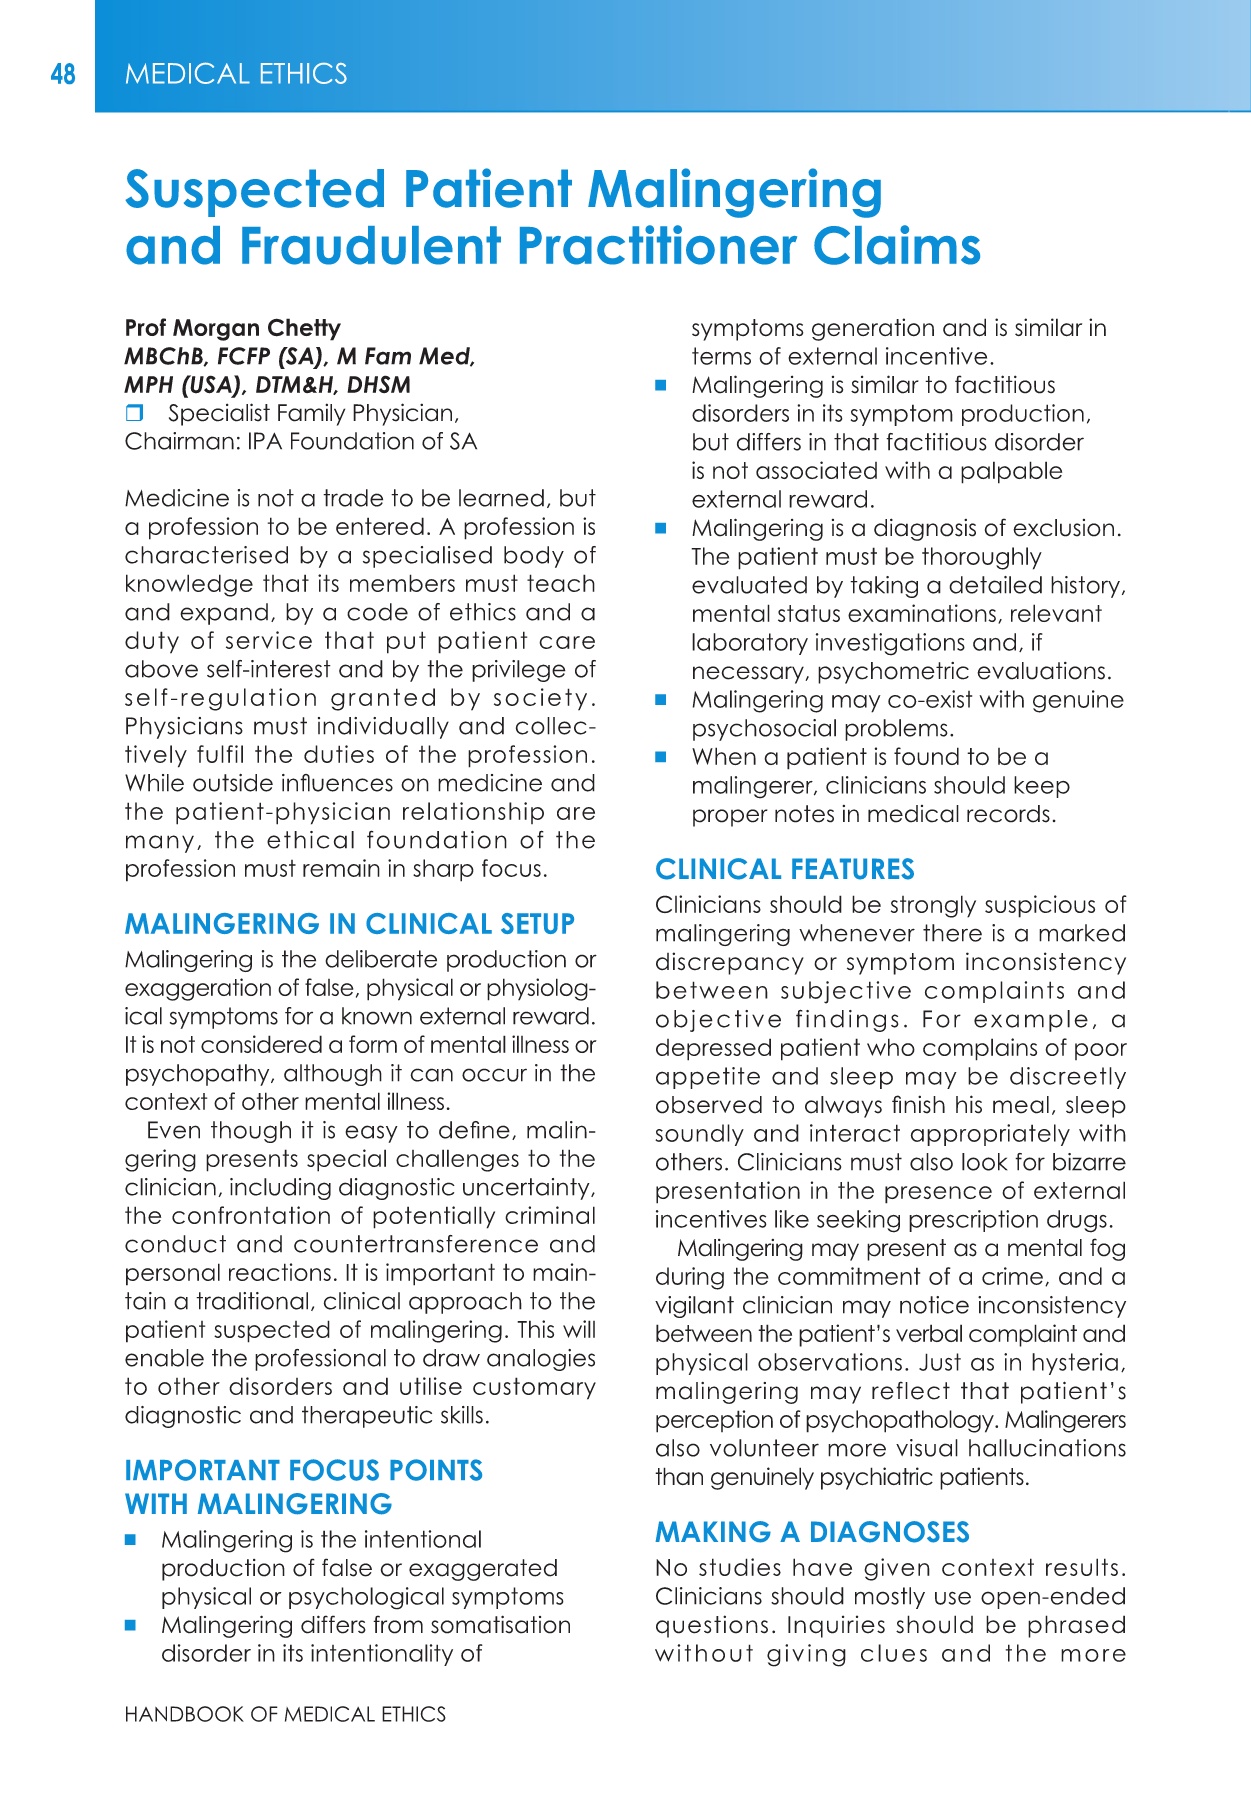 48
MEDICAL ETHICS
Suspected Patient Malingering
and Fraudulent Practitioner Claims
Prof Morgan Chetty
MBChB, FCFP (SA), M Fam Med,
MPH (USA), DTM&H, DHSM
❒ Specialist Family Physician,
Chairman: IPA Foundation of SA
Medicine is not a trade to be learned, but
a profession to be entered. A profession is
characterised by a specialised body of
knowledge that its members must teach
and expand, by a code of ethics and a
duty of service that put patient care
above self-interest and by the privilege of
self-regulation granted by society.
Physicians must individually and collec-
tively fulfil the duties of the profession.
While outside influences on medicine and
the patient-physician relationship are
many, the ethical foundation of the
profession must remain in sharp focus.
MALINGERING IN CLINICAL SETUP
Malingering is the deliberate production or
exaggeration of false, physical or physiolog-
ical symptoms for a known external reward.
It is not considered a form of mental illness or
psychopathy, although it can occur in the
context of other mental illness.
Even though it is easy to define, malin-
gering presents special challenges to the
clinician, including diagnostic uncertainty,
the confrontation of potentially criminal
conduct and countertransference and
personal reactions. It is important to main-
tain a traditional, clinical approach to the
patient suspected of malingering. This will
enable the professional to draw analogies
to other disorders and utilise customary
diagnostic and therapeutic skills.
IMPORTANT FOCUS POINTS
WITH MALINGERING
■ Malingering is the intentional
production of false or exaggerated
physical or psychological symptoms
■ Malingering differs from somatisation
disorder in its intentionality of
symptoms generation and is similar in
terms of external incentive.
■ Malingering is similar to factitious
disorders in its symptom production,
but differs in that factitious disorder
is not associated with a palpable
external reward.
■ Malingering is a diagnosis of exclusion.
The patient must be thoroughly
evaluated by taking a detailed history,
mental status examinations, relevant
laboratory investigations and, if
necessary, psychometric evaluations.
■ Malingering may co-exist with genuine
psychosocial problems.
■ When a patient is found to be a
malingerer, clinicians should keep
proper notes in medical records.
CLINICAL FEATURES
Clinicians should be strongly suspicious of
malingering whenever there is a marked
discrepancy or symptom inconsistency
between subjective complaints and
objective findings. For example, a
depressed patient who complains of poor
appetite and sleep may be discreetly
observed to always finish his meal, sleep
soundly and interact appropriately with
others. Clinicians must also look for bizarre
presentation in the presence of external
incentives like seeking prescription drugs.
Malingering may present as a mental fog
during the commitment of a crime, and a
vigilant clinician may notice inconsistency
between the patient’s verbal complaint and
physical observations. Just as in hysteria,
malingering may reflect that patient’s
perception of psychopathology. Malingerers
also volunteer more visual hallucinations
than genuinely psychiatric patients.
MAKING A DIAGNOSES
No studies have given context results.
Clinicians should mostly use open-ended
questions. Inquiries should be phrased
without giving clues and the more
HANDBOOK OF MEDICAL ETHICS